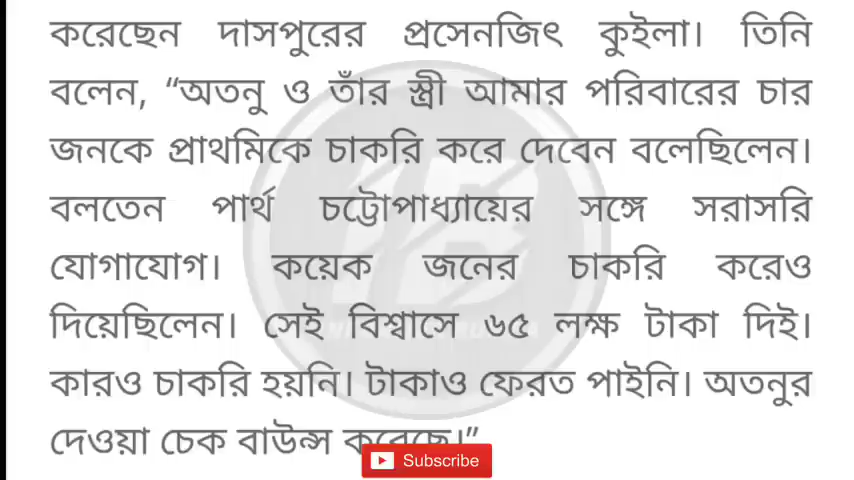 করেছেন দাসপুরের প্রসেনজিৎ কুইলা। তিনি
বলেন, “অতনু ও তাঁর স্ত্রী আমার পরিবারের চার
জনকে প্রাথমিকে চাকরি করে দেবেন বলেছিলেন।
বলতেন পার্থ চট্টোপাধ্যায়ের সঙ্গে সরাসরি
যোগাযোগ। কয়েক জনের চাকরি করেও
দিয়েছিলেন। সেই বিশ্বাসে ৬৫ লক্ষ টাকা দিই।
কারও চাকরি হয়নি। টাকাও ফেরত পাইনি। অতনুর
দেওয়া চেক বাউন্স করেছে।”
Subscribe